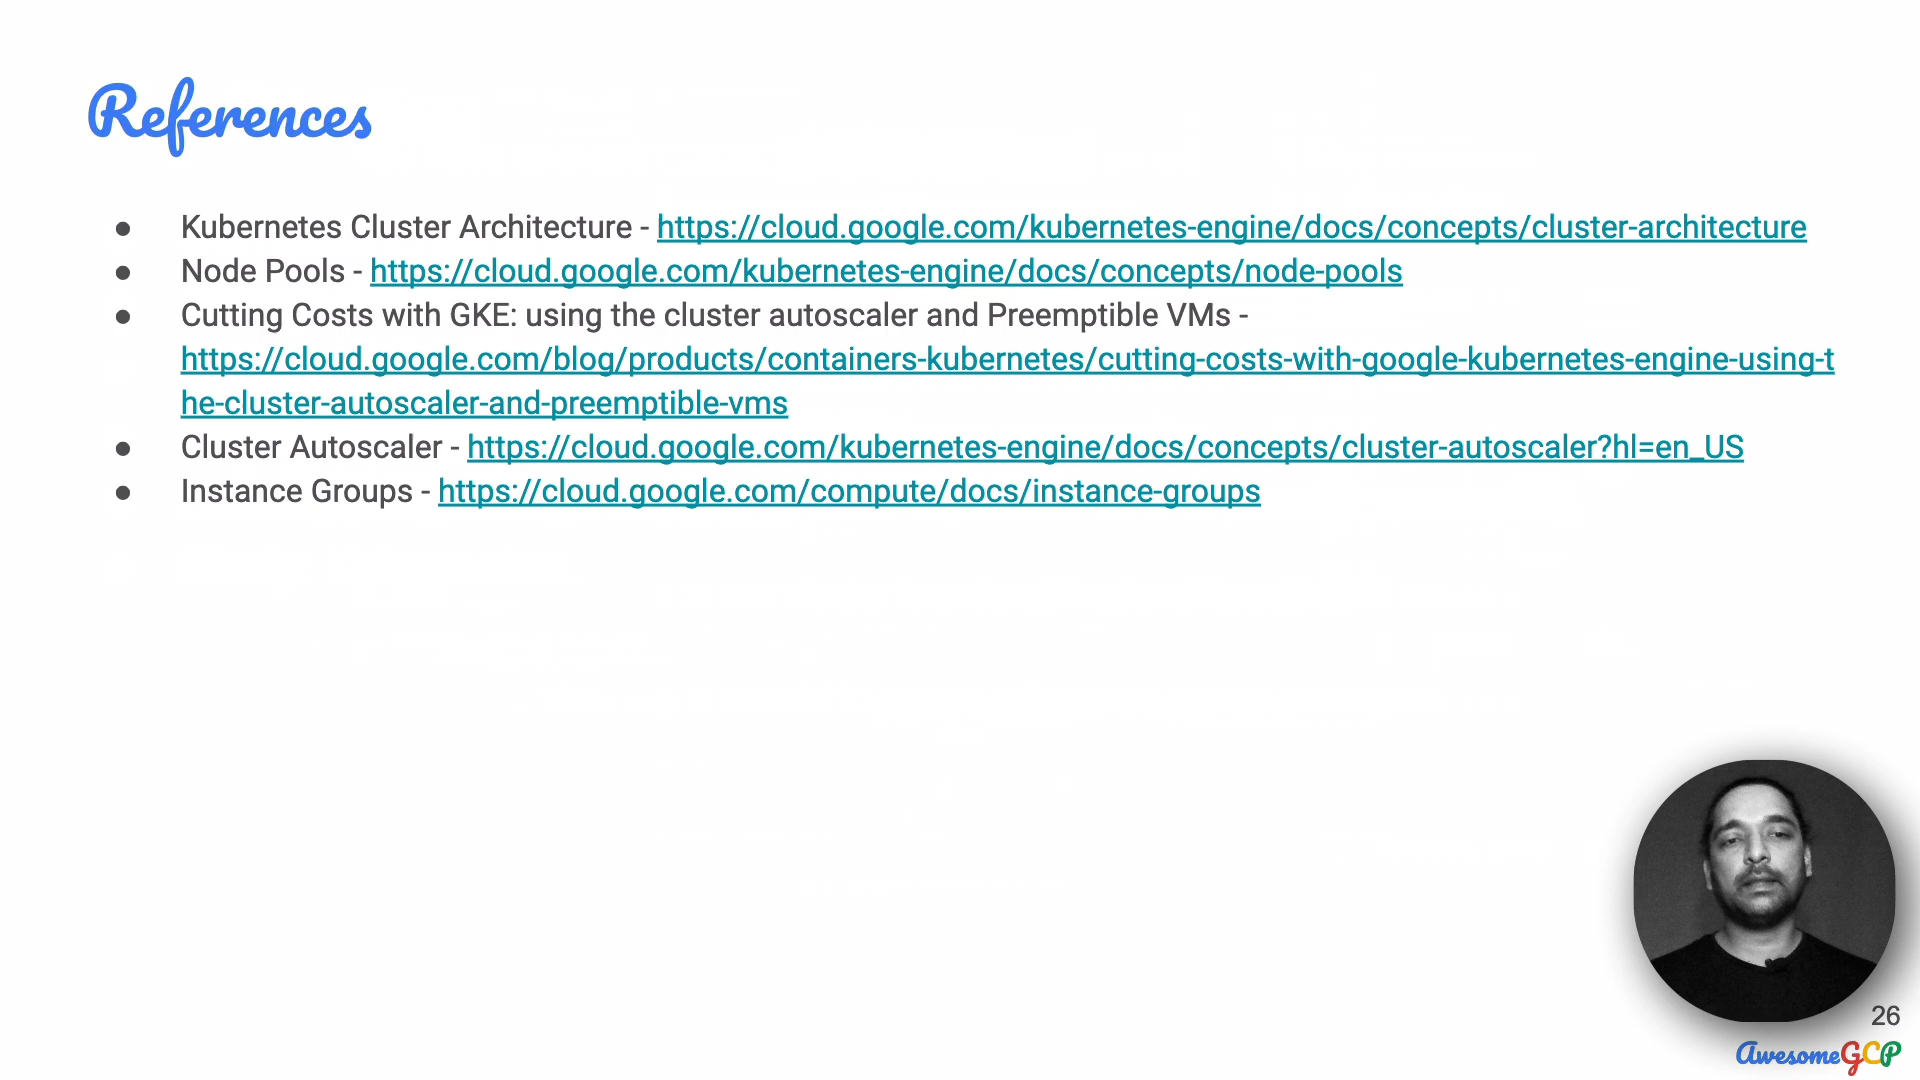 References
● Kubernetes Cluster Architecture - https://cloud.google.com/kubernetes-engine/docs/concepts/cluster-architecture
● Node Pools - https://cloud.google.com/kubernetes-engine/docs/concepts/node-pools
● Cutting Costs with GKE: using the cluster autoscaler and Preemptible VMs -
https://cloud.google.com/blog/products/containers-kubernetes/cutting-costs-with-google-kubernetes-engine-using-t
he-cluster-autoscaler-and-preemptible-vms
● Cluster Autoscaler - https://cloud.google.com/kubernetes-engine/docs/concepts/cluster-autoscaler?hl=en_US
● Instance Groups - https://cloud.google.com/compute/docs/instance-groups
26
AwesomeGCP